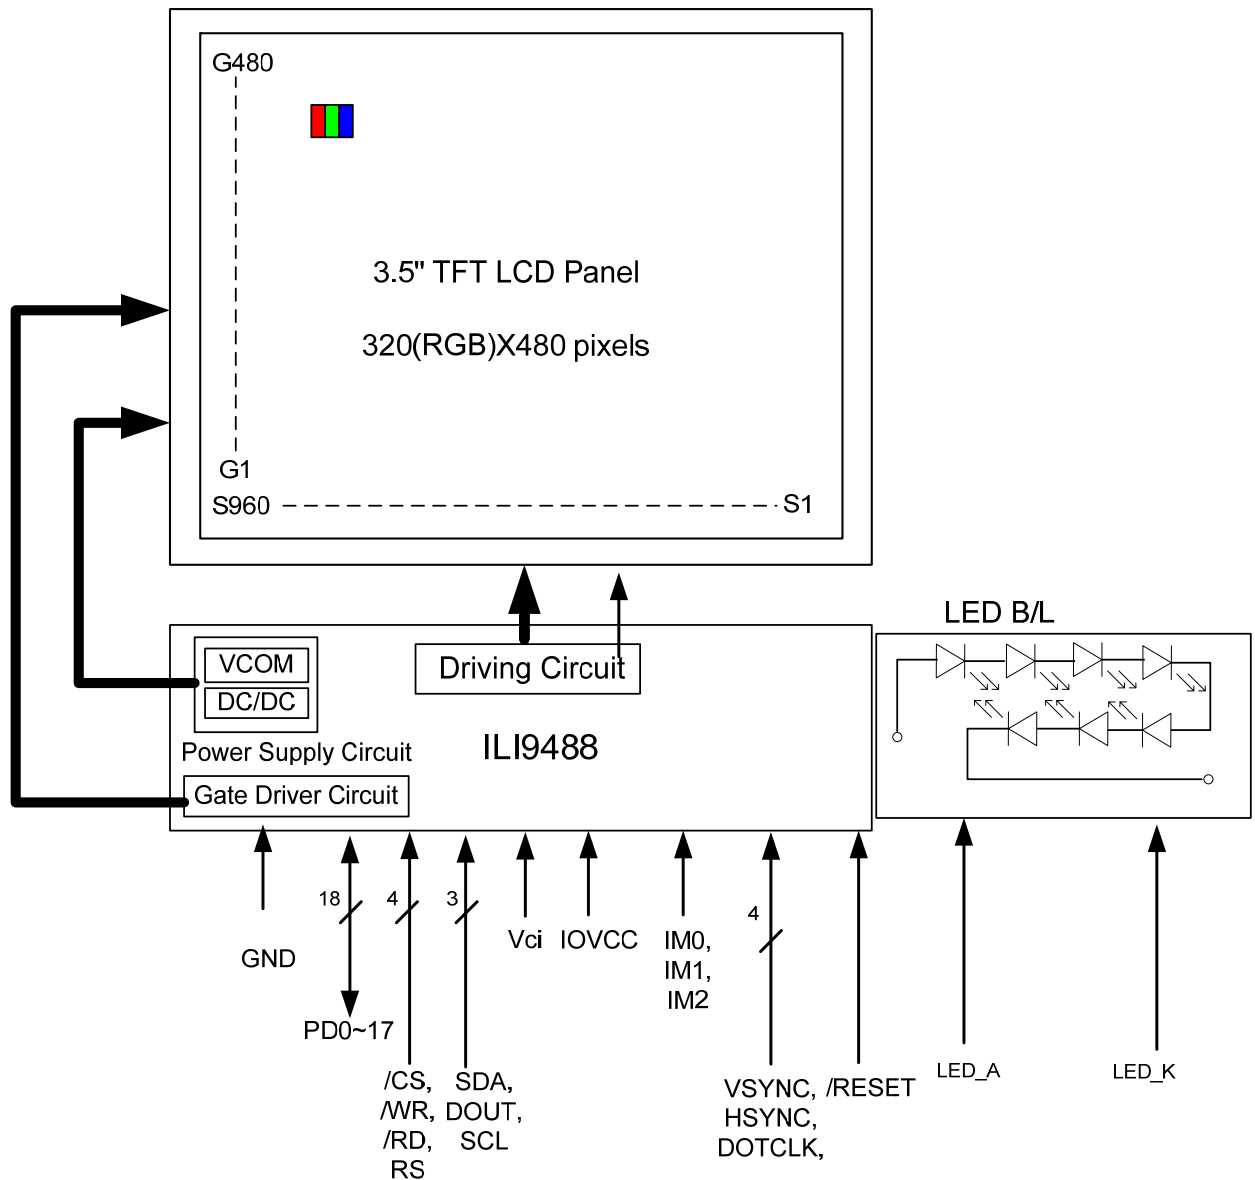 G480
3.5" TFT LCD Panel
320(RGB)X480 pixels
G1
S960
S1
LED B/L
VCOM
DC/DC
Power Supply Circuit
Driving Circuit
ILI9488
Gate Driver Circuit
18
4
3
4
GND
PD0~17
/CS,
/WR,
/RD,
RS
SDA,
DOUT,
SCL
Vci
IOVCC
IM0,
IM1,
IM2
VSYNC,
HSYNC,
DOTCLK,
/RESET
LED_A
LED_K